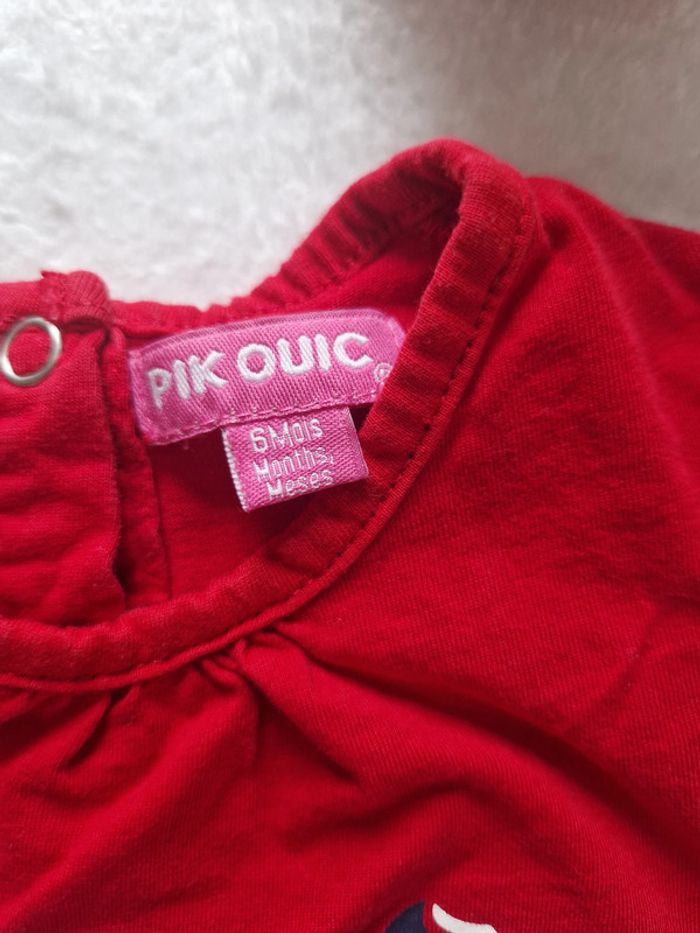 PIK OUIC
6 Mois
Months,
Meses